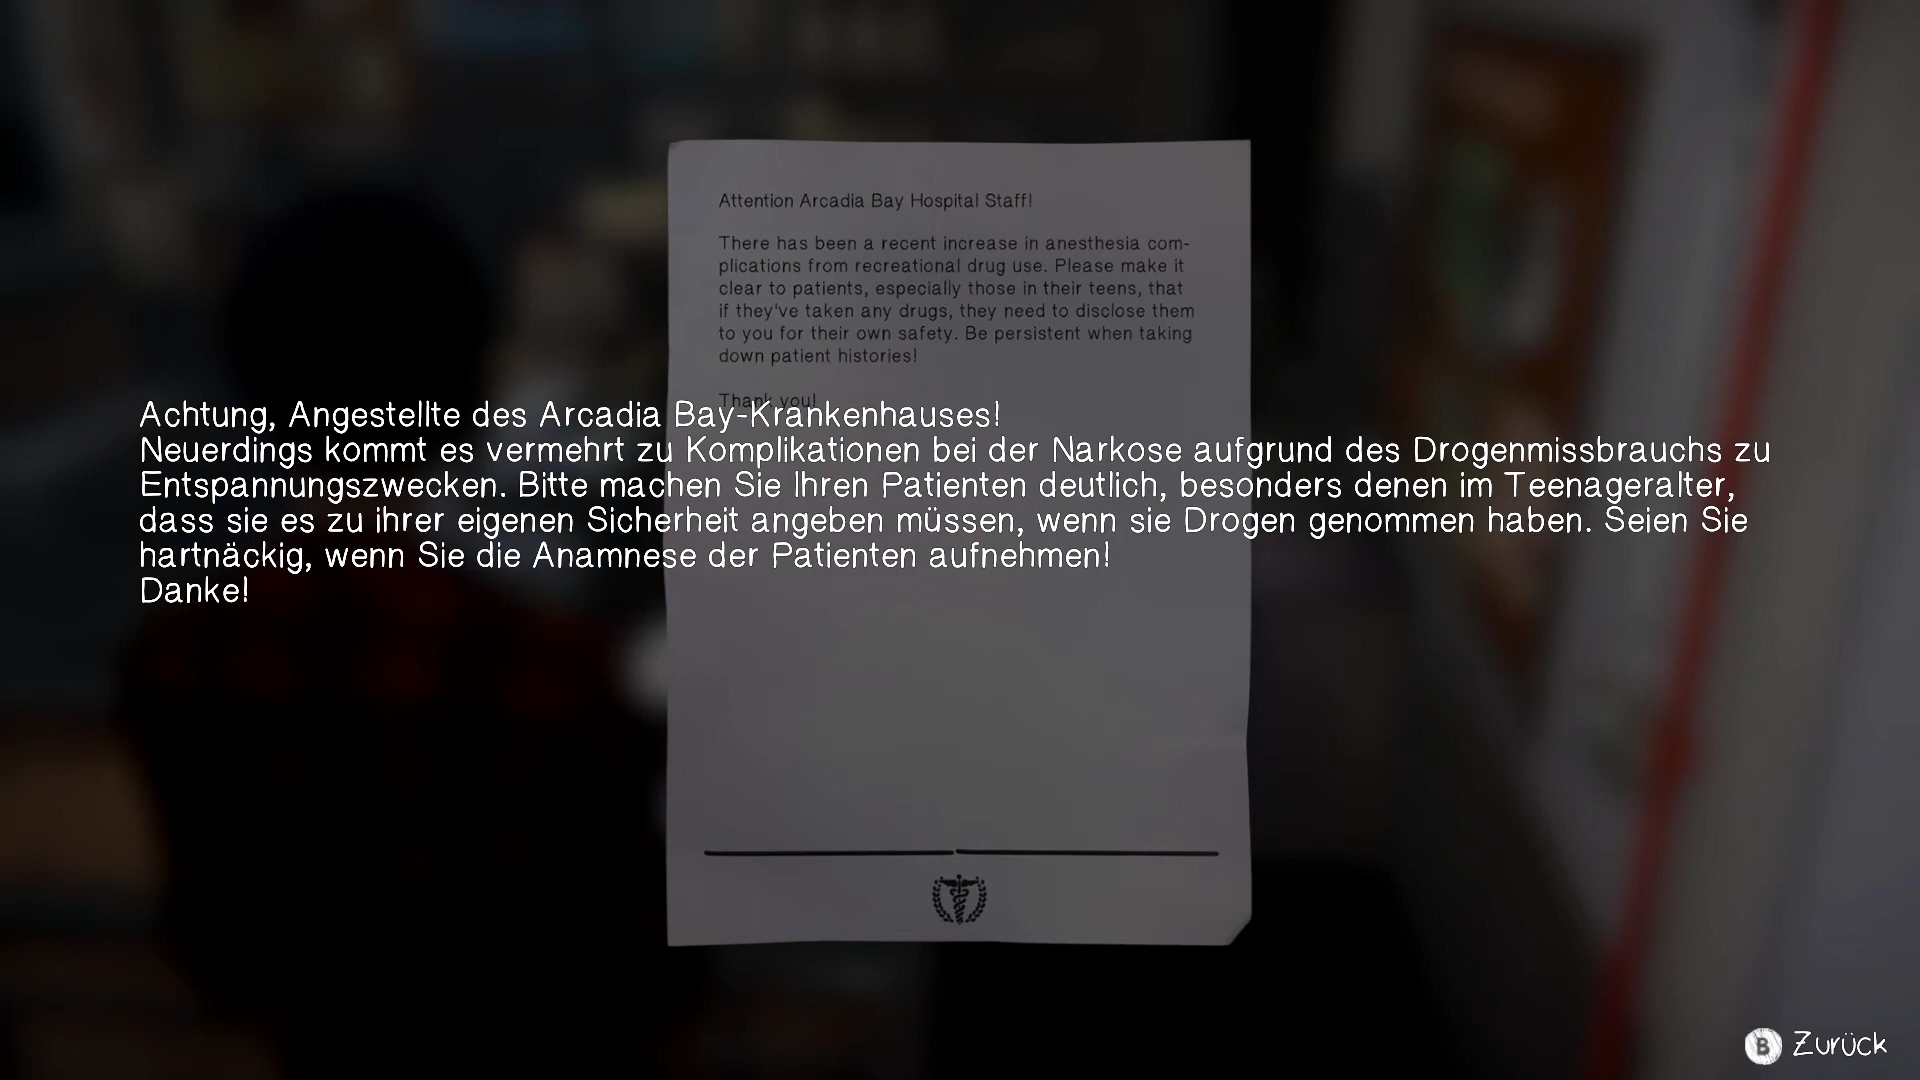 Attention Arcadia Bay Hospital Staff!
There has been a recent increase in anesthesia com-
plications from recreational drug use. Please make it
clear to patients, especially those in their teens, that
if they've taken any drugs, they need to disclose them
to you for their own safety. Be persistent when taking
down patient histories!
Thank you!
Achtung, Angestellte des Arcadia Bay-Krankenhauses!
Neuerdings kommt es vermehrt zu Komplikationen bei der Narkose aufgrund des Drogenmissbrauchs zu
Entspannungszwecken. Bitte machen Sie Ihren Patienten deutlich, besonders denen im Teenageralter,
dass sie es zu ihrer eigenen Sicherheit angeben müssen, wenn sie Drogen genommen haben. Seien Sie
hartnäckig, wenn Sie die Anamnese der Patienten aufnehmen!
Danke!
B Zurück